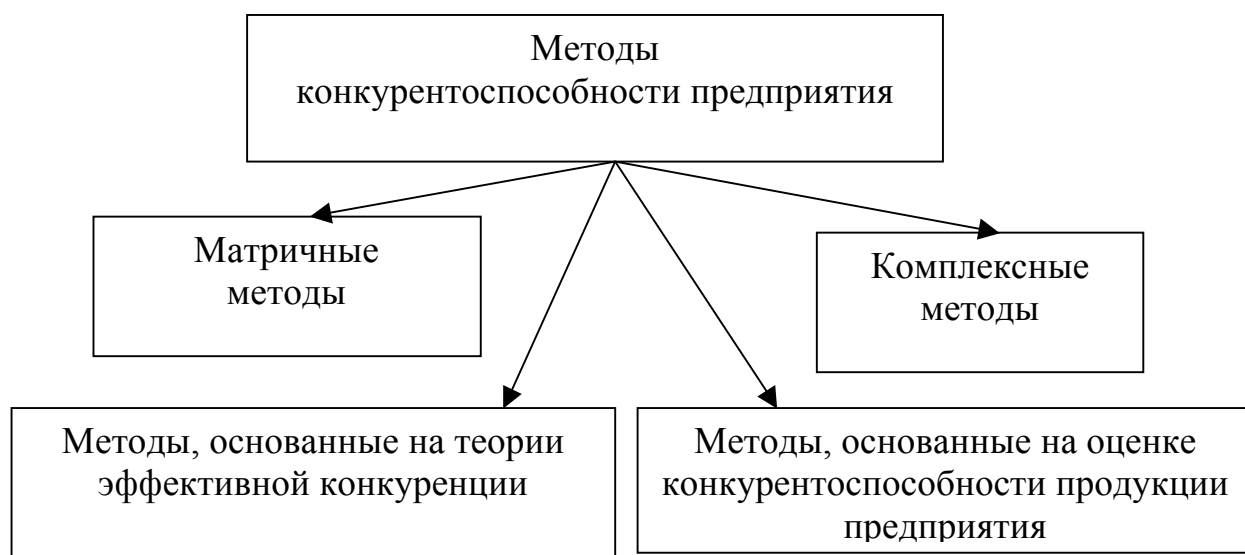 Методы
конкурентоспособности предприятия
Матричные
методы
Комплексные
методы
Методы, основанные на теории
эффективной конкуренции
Методы, основанные на оценке
конкурентоспособности продукции
предприятия